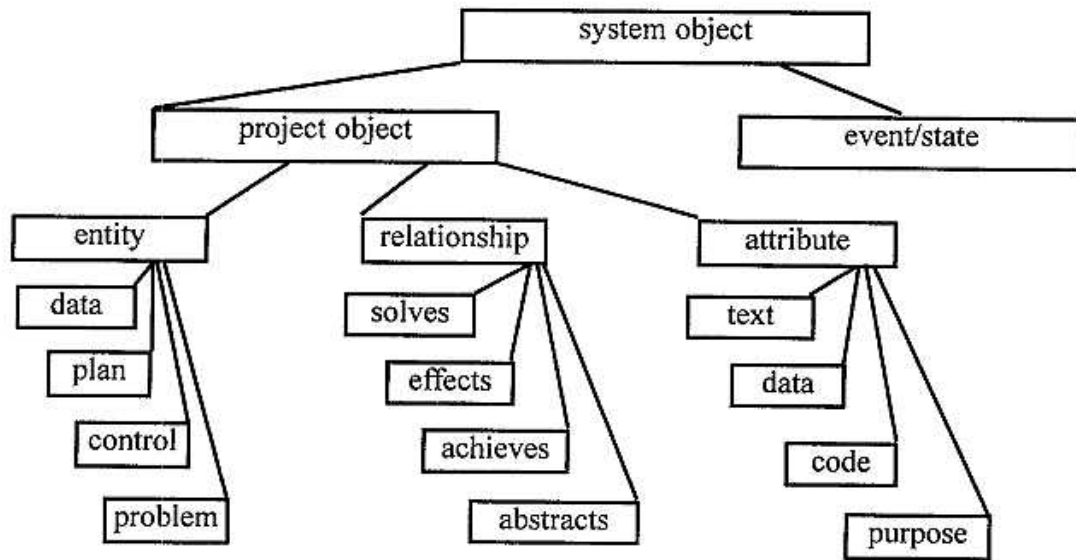 system object
project object
event/state
entity
relationship
attribute
data
solves
text
plan
effects
data
control
achieves
code
problem
abstracts
purpose